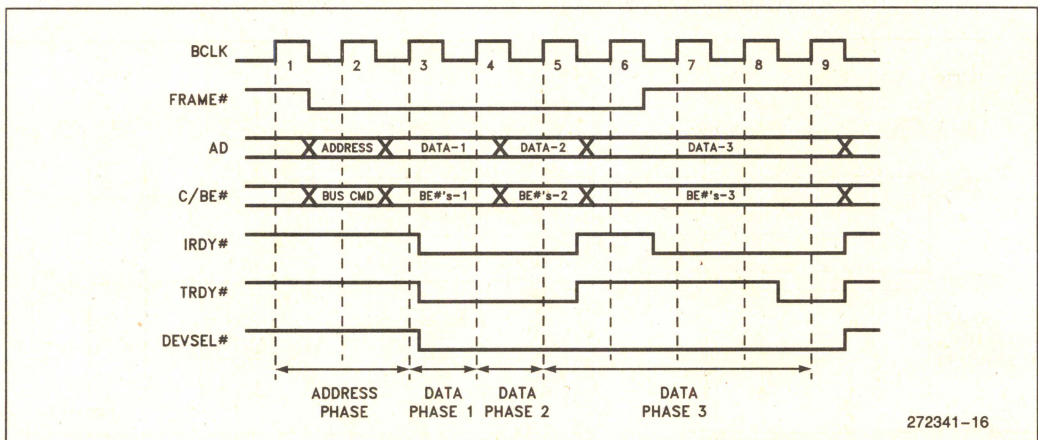 BCLK
1 2 3 4 5 6 7 8 9
FRAME#
AD ADDRESS DATA-1 DATA-2 DATA-3
C/BE# BUS CMD BE#'s-1 BE#'s-2 BE#'s-3
IRDY#
TRDY#
DEVSEL#
ADDRESS PHASE
DATA PHASE 1
DATA PHASE 2
DATA PHASE 3
272341-16